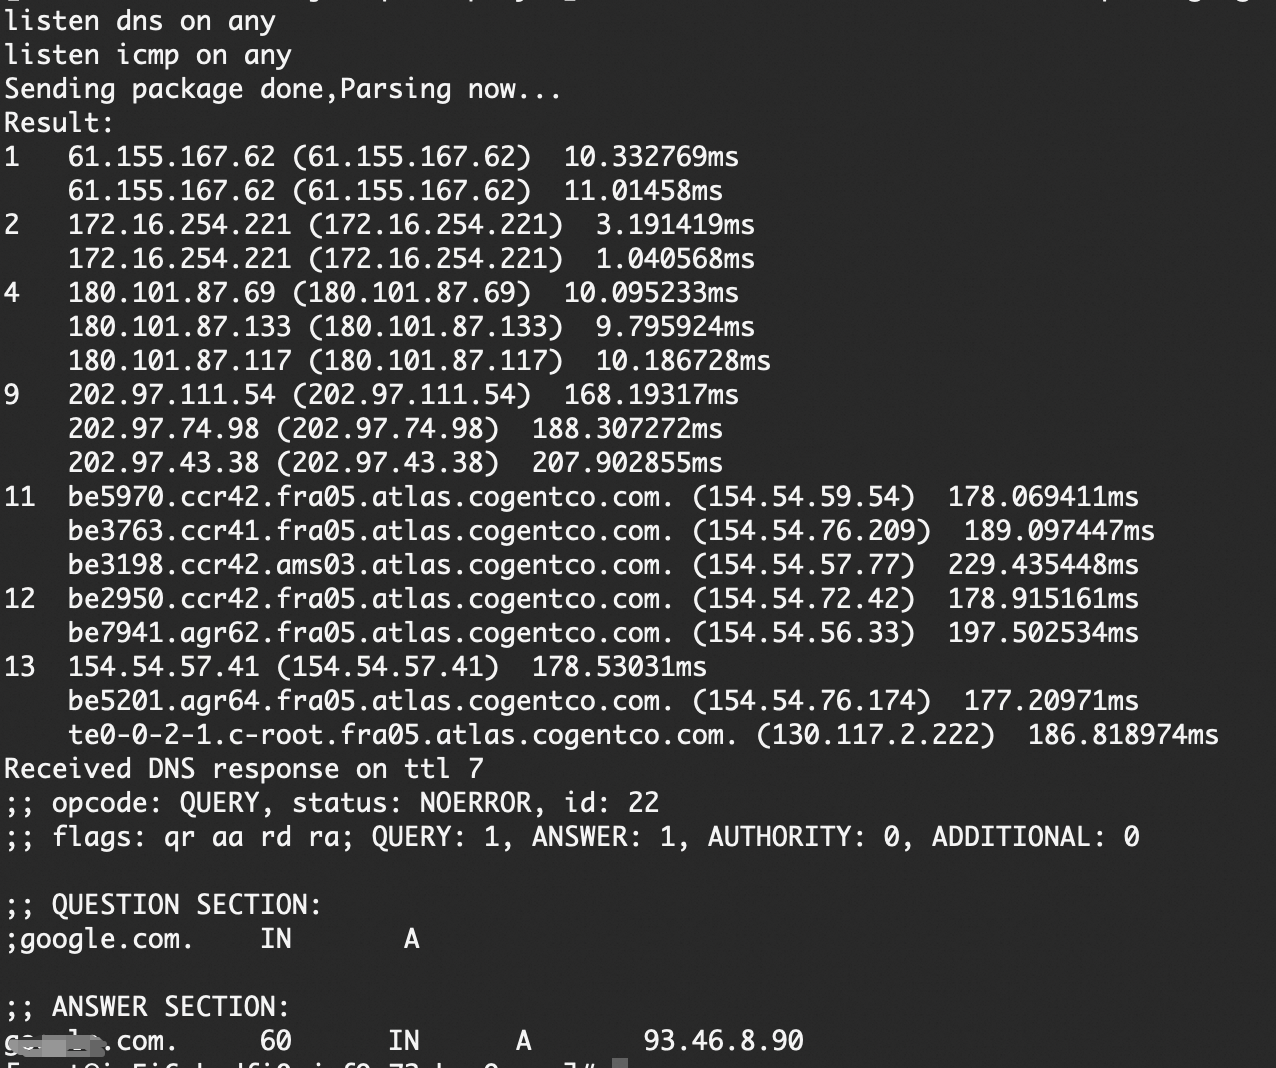 listen dns on any
listen icmp on any
Sending package done,Parsing now...
Result:
1   61.155.167.62 (61.155.167.62)  10.332769ms
    61.155.167.62 (61.155.167.62)  11.01458ms
2   172.16.254.221 (172.16.254.221)  3.191419ms
    172.16.254.221 (172.16.254.221)  1.040568ms
4   180.101.87.69 (180.101.87.69)  10.095233ms
    180.101.87.133 (180.101.87.133)  9.795924ms
    180.101.87.117 (180.101.87.117)  10.186728ms
9   202.97.111.54 (202.97.111.54)  168.19317ms
    202.97.74.98 (202.97.74.98)  188.307272ms
    202.97.43.38 (202.97.43.38)  207.902855ms
11  be5970.ccr42.fra05.atlas.cogentco.com. (154.54.59.54)  178.069411ms
    be3763.ccr41.fra05.atlas.cogentco.com. (154.54.76.209)  189.097447ms
    be3198.ccr42.ams03.atlas.cogentco.com. (154.54.57.77)  229.435448ms
12  be2950.ccr42.fra05.atlas.cogentco.com. (154.54.72.42)  178.915161ms
    be7941.agr62.fra05.atlas.cogentco.com. (154.54.56.33)  197.502534ms
13  154.54.57.41 (154.54.57.41)  178.53031ms
    be5201.agr64.fra05.atlas.cogentco.com. (154.54.76.174)  177.20971ms
    te0-0-2-1.c-root.fra05.atlas.cogentco.com. (130.117.2.222)  186.818974ms
Received DNS response on ttl 7
;; opcode: QUERY, status: NOERROR, id: 22
;; flags: qr aa rd ra; QUERY: 1, ANSWER: 1, AUTHORITY: 0, ADDITIONAL: 0
;; QUESTION SECTION:
;google.com.    IN       A
;; ANSWER SECTION:
.com.     60      IN      A       93.46.8.90